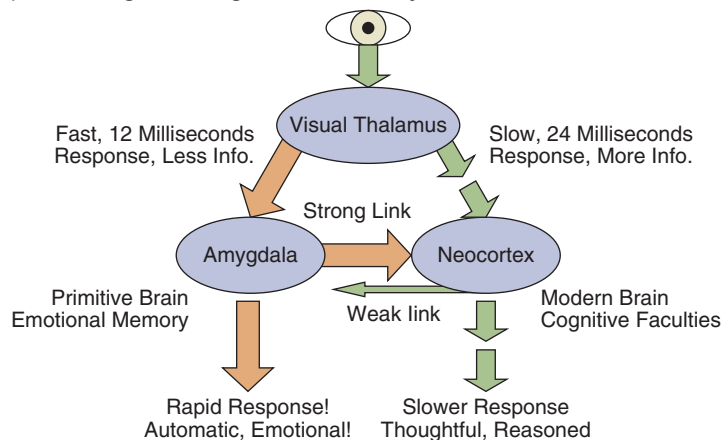 Visual Thalamus
Fast, 12 Milliseconds
Response, Less Info.
Slow, 24 Milliseconds
Response, More Info.
Strong Link
Amygdala
Neocortex
Weak link
Primitive Brain
Emotional Memory
Modern Brain
Cognitive Faculties
Rapid Response!
Automatic, Emotional!
Slower Response
Thoughtful, Reasoned